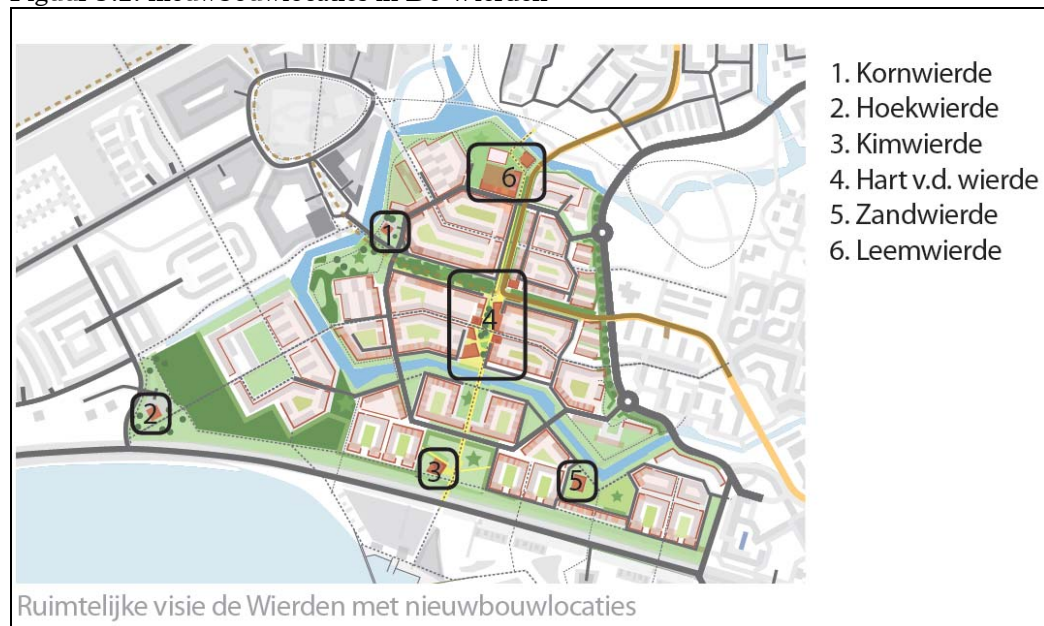 1. Kornwierde
2. Hoekwierde
3. Kimwierde
4. Hart v.d. wierde
5. Zandwierde
6. Leemwierde
6
1
4
2
3
5
Ruimtelijke visie de Wierden met nieuwbouwlocaties